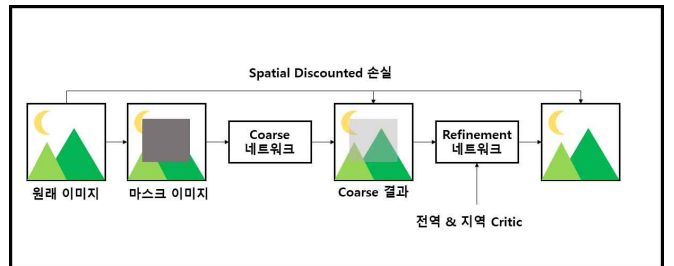 Spatial Discounted 손실
Coarse
네트워크
Refinement
네트워크
원래 이미지
마스크 이미지
Coarse 결과
전역 & 지역 Critic